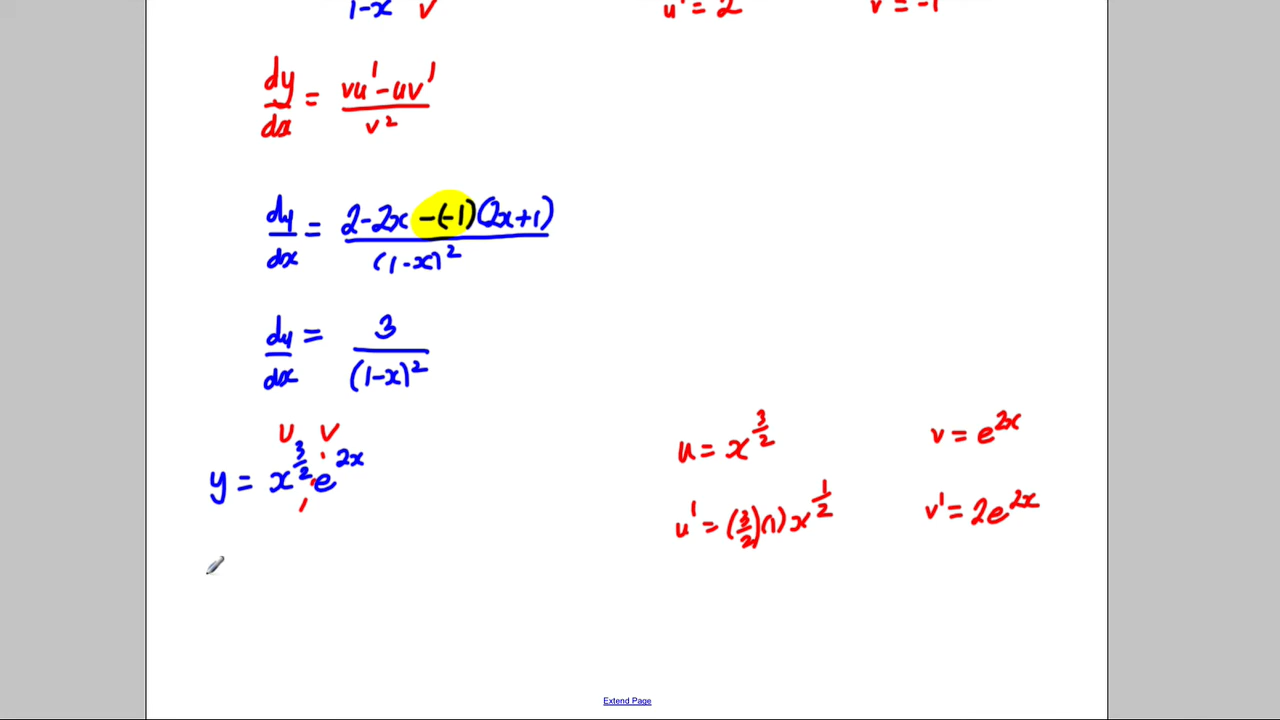 1-x v u' = 2 v = -1
dy/dx = (vu' - uv')/v²
dy/dx = (2-2x -(-1)(2x+1))/(1-x)²
dy/dx = 3/(1-x)²
u v
y = x^(3/2) e^(2x)
u = x^(3/2) v = e^(2x)
u' = (3/2)(1)x^(1/2) v' = 2e^(2x)
Extend Page